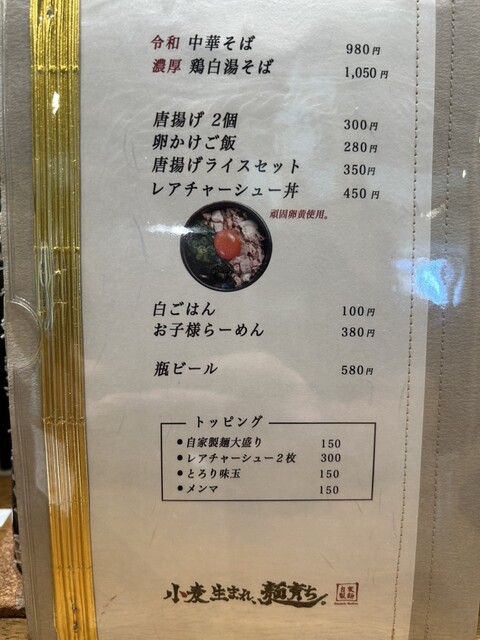 令和 中華そば 980円
濃厚 鶏白湯そば 1,050円
唐揚げ 2個 300円
卵かけご飯 280円
唐揚げライスセット 350円
レアチャーシュー丼 450円
頑固卵黄使用。
白ごはん 100円
お子様らーめん 380円
瓶ビール 580円
トッピング
●自家製麺大盛り 150
●レアチャーシュー2枚 300
●とろり味玉 150
●メンマ 150
小麦生まれ、麺育ち。
自家製麺